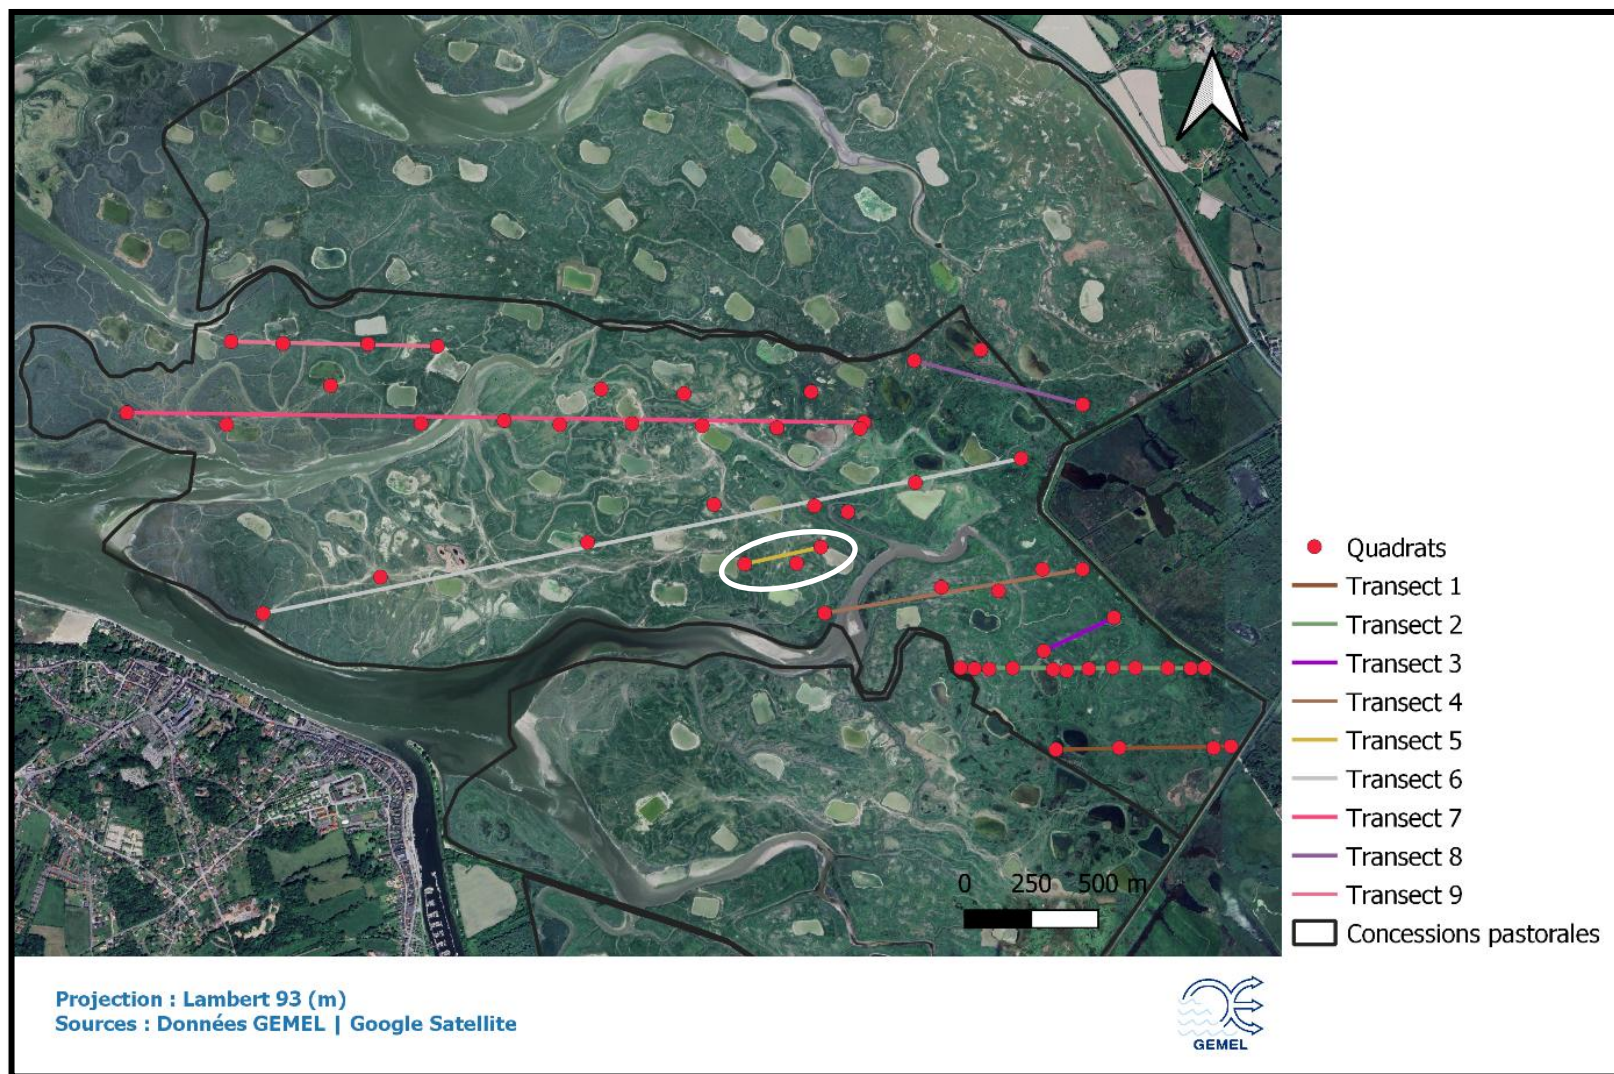 0 250 500 m
Quadrats
Transect 1
Transect 2
Transect 3
Transect 4
Transect 5
Transect 6
Transect 7
Transect 8
Transect 9
Concessions pastorales
Projection : Lambert 93 (m)
Sources : Données GEMEL | Google Satellite
GEMEL